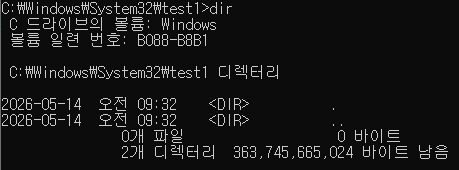 C:₩Windows₩System32₩test1>dir
C 드라이브의 볼륨: Windows
볼륨 일련 번호: B088-B8B1
C:₩Windows₩System32₩test1 디렉터리
2026-05-14 오전 09:32 <DIR> .
2026-05-14 오전 09:32 <DIR> ..
0개 파일 0 바이트
2개 디렉터리 363,745,665,024 바이트 남음